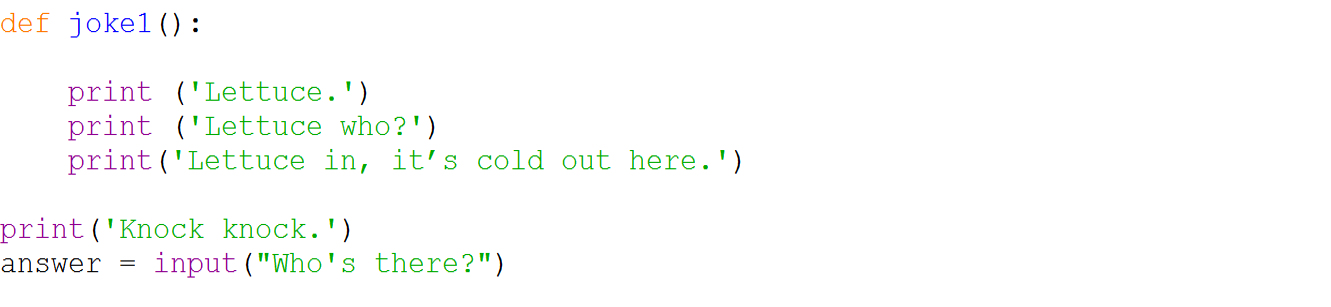 def joke1():
    print ('Lettuce.')
    print ('Lettuce who?')
    print('Lettuce in, it’s cold out here.')
print('Knock knock.')
answer = input("Who's there?")